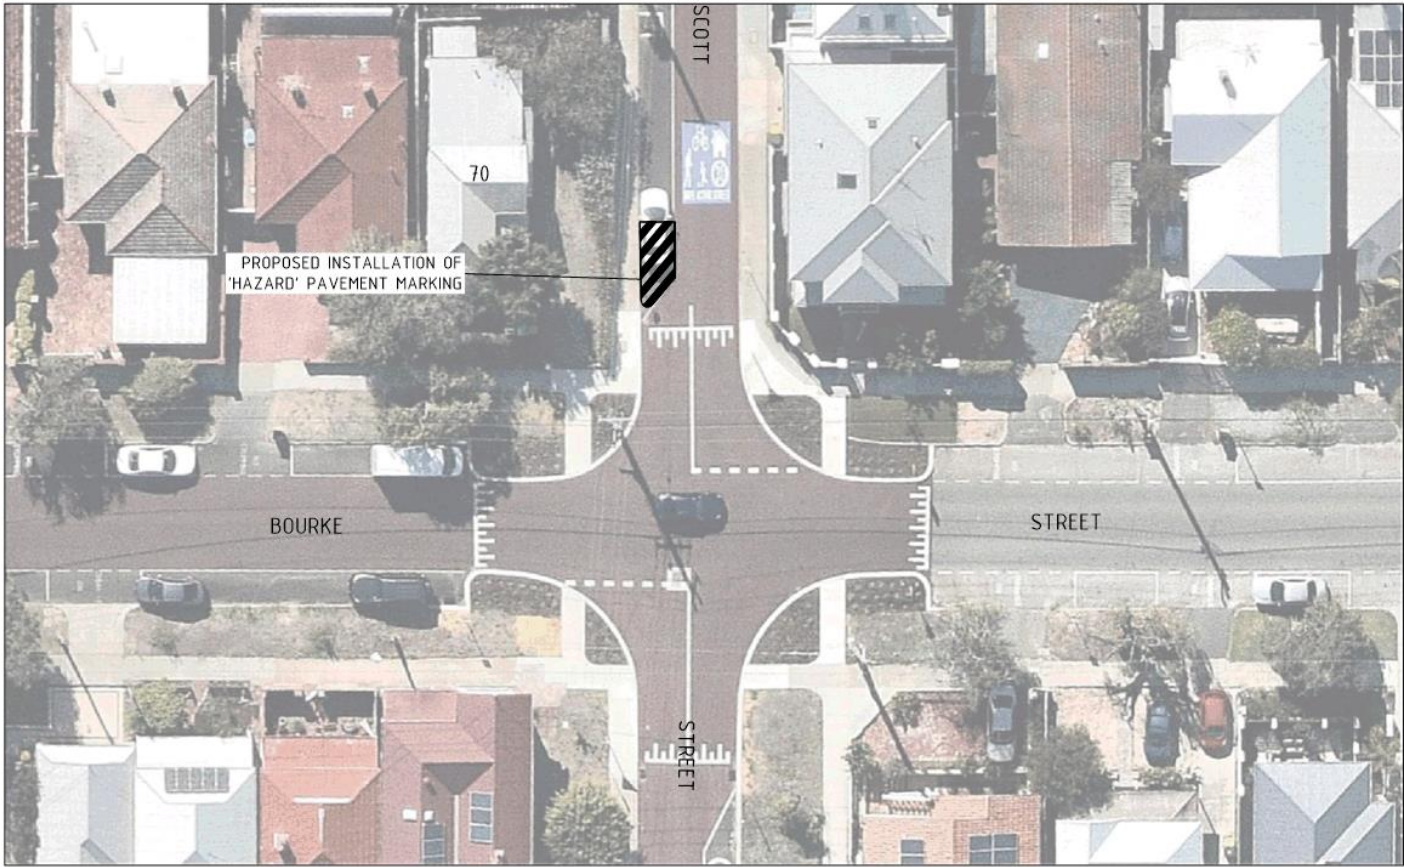 SCOTT
70
PROPOSED INSTALLATION OF
'HAZARD' PAVEMENT MARKING
BOURKE
STREET
STREET